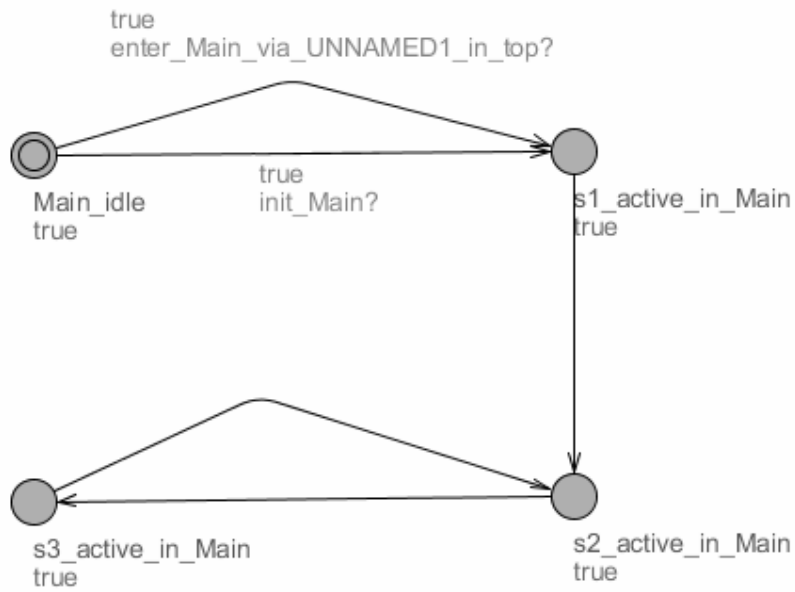 true
enter_Main_via_UNNAMED1_in_top?
true
init_Main?
Main_idle
true
s1_active_in_Main
true
s3_active_in_Main
true
s2_active_in_Main
true